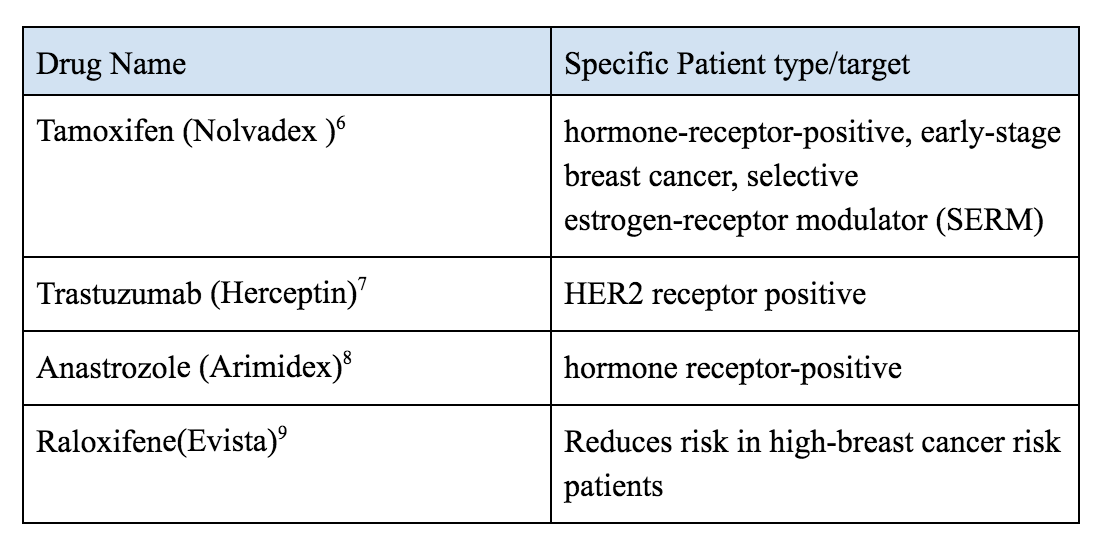 Drug Name
Specific Patient type/target
Tamoxifen (Nolvadex )⁶
hormone-receptor-positive, early-stage
breast cancer, selective
estrogen-receptor modulator (SERM)
Trastuzumab (Herceptin)⁷
HER2 receptor positive
Anastrozole (Arimidex)⁸
hormone receptor-positive
Raloxifene(Evista)⁹
Reduces risk in high-breast cancer risk
patients